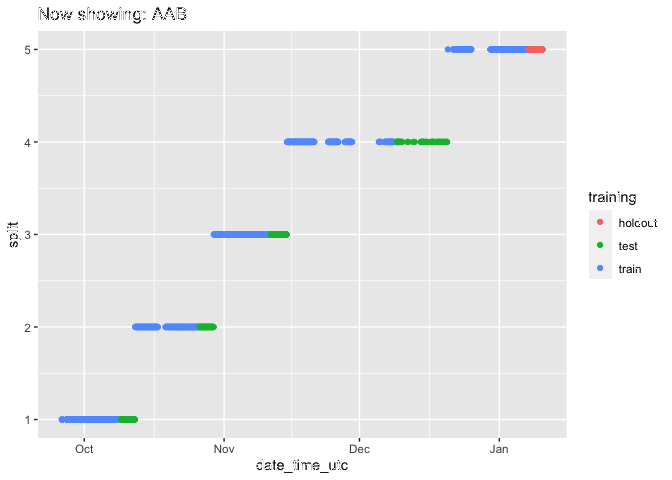 Now showing: AAB
split
5
4
3
2
1
Oct
Nov
Dec
Jan
date_time_utc
training
holdout
test
train